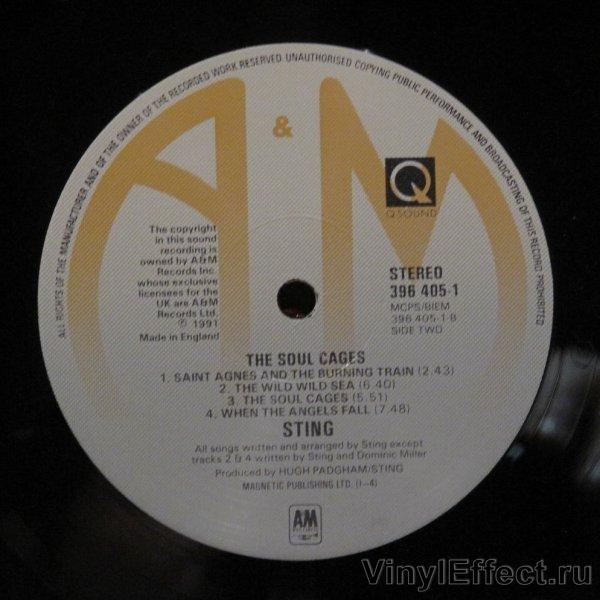 ALL RIGHTS OF THE MANUFACTURER AND OF THE OWNER OF THE RECORDED WORK RESERVED UNAUTHORISED COPYING PUBLIC PERFORMANCE AND BROADCASTING OF THIS RECORD PROHIBITED
A & M
Q
Q SOUND
The copyright
in this sound
recording is
owned by A&M
Records Inc.
whose exclusive
licensees for the
UK are A&M
Records Ltd.
℗ 1991
Made in England
STEREO
396 405-1
MCPS/BIEM
396 405-1-B
SIDE TWO
THE SOUL CAGES
1. SAINT AGNES AND THE BURNING TRAIN (2.43)
2. THE WILD WILD SEA (6.40)
3. THE SOUL CAGES (5.51)
4. WHEN THE ANGELS FALL (7.48)
STING
All songs written and arranged by Sting except
tracks 2 & 4 written by Sting and Dominic Miller
Produced by HUGH PADGHAM/STING
MAGNETIC PUBLISHING LTD. (1-4)
A&M
RECORDS
VinylEffect.ru